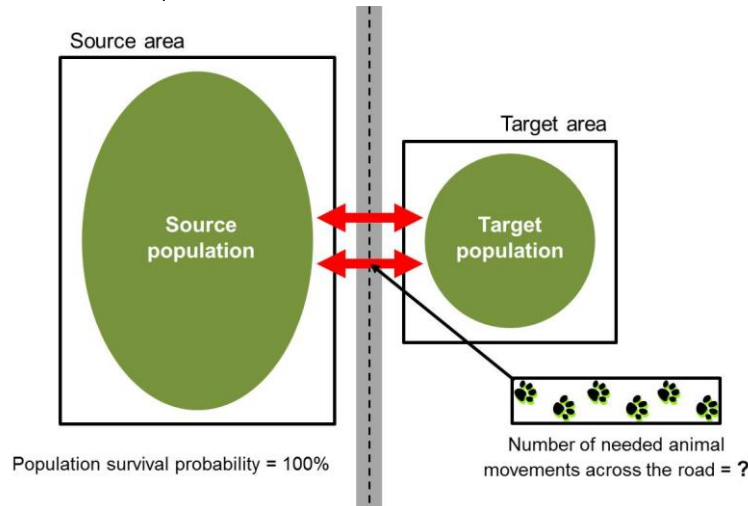 Source area
Target area
Source
population
Target
population
Population survival probability = 100%
Number of needed animal
movements across the road = ?